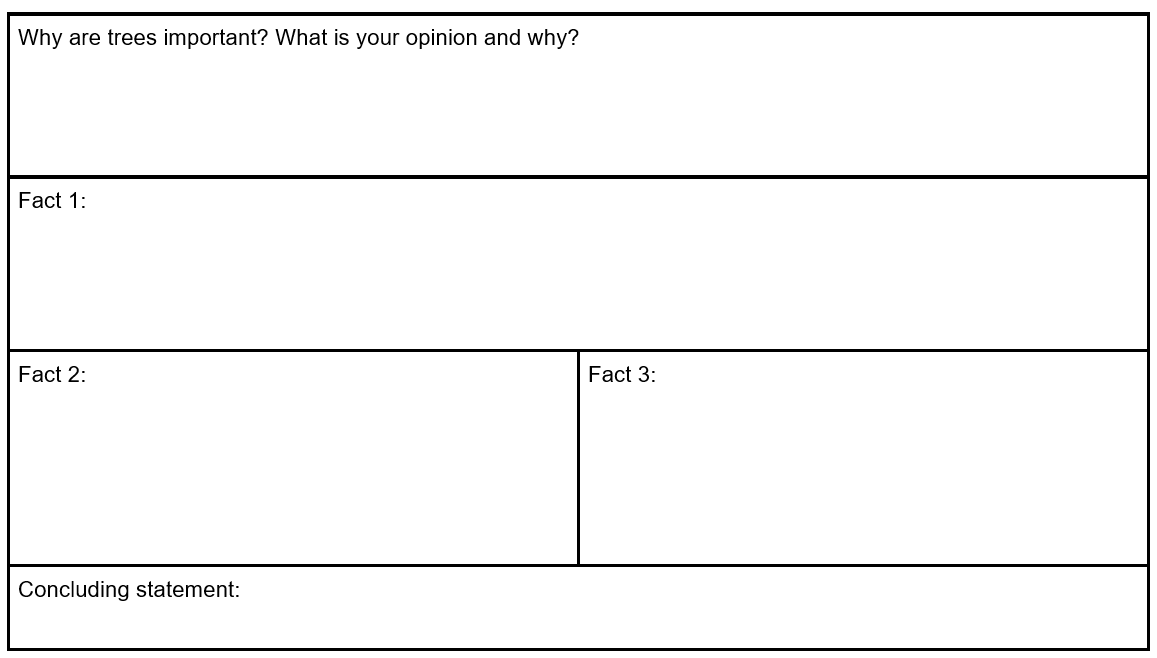 Why are trees important? What is your opinion and why?
Fact 1:
Fact 2:
Fact 3:
Concluding statement: